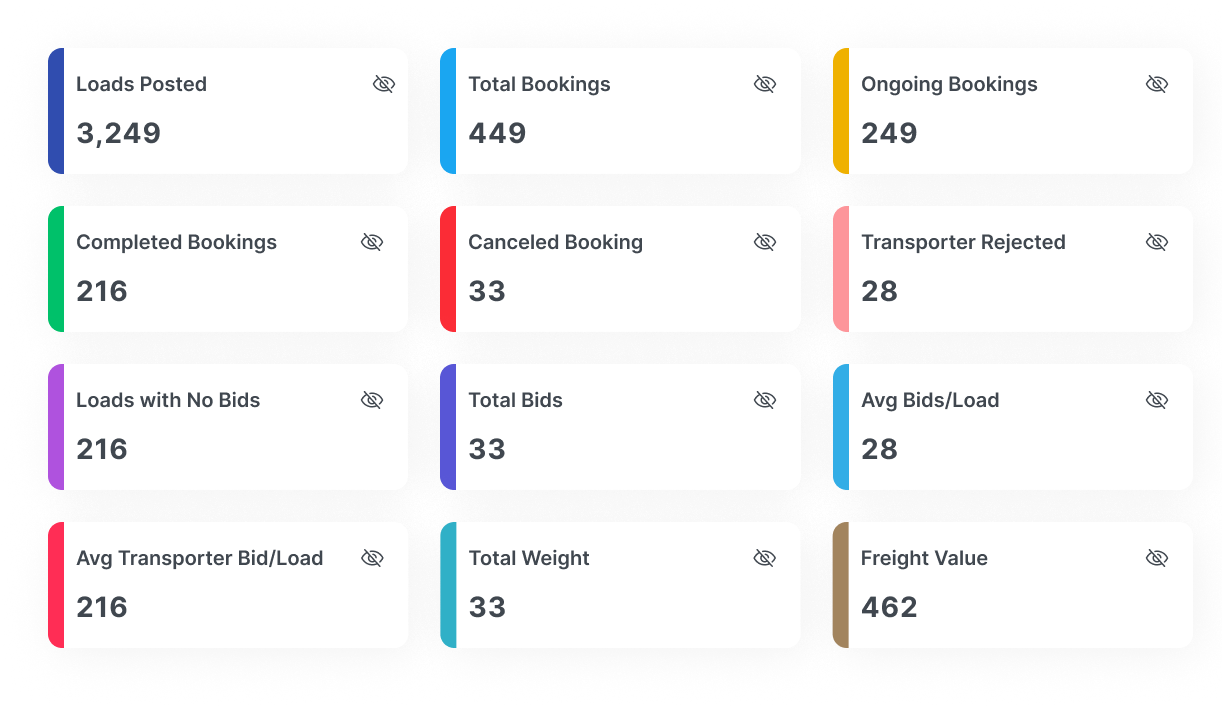 Loads Posted
3,249
Total Bookings
449
Ongoing Bookings
249
Completed Bookings
216
Canceled Booking
33
Transporter Rejected
28
Loads with No Bids
216
Total Bids
33
Avg Bids/Load
28
Avg Transporter Bid/Load
216
Total Weight
33
Freight Value
462